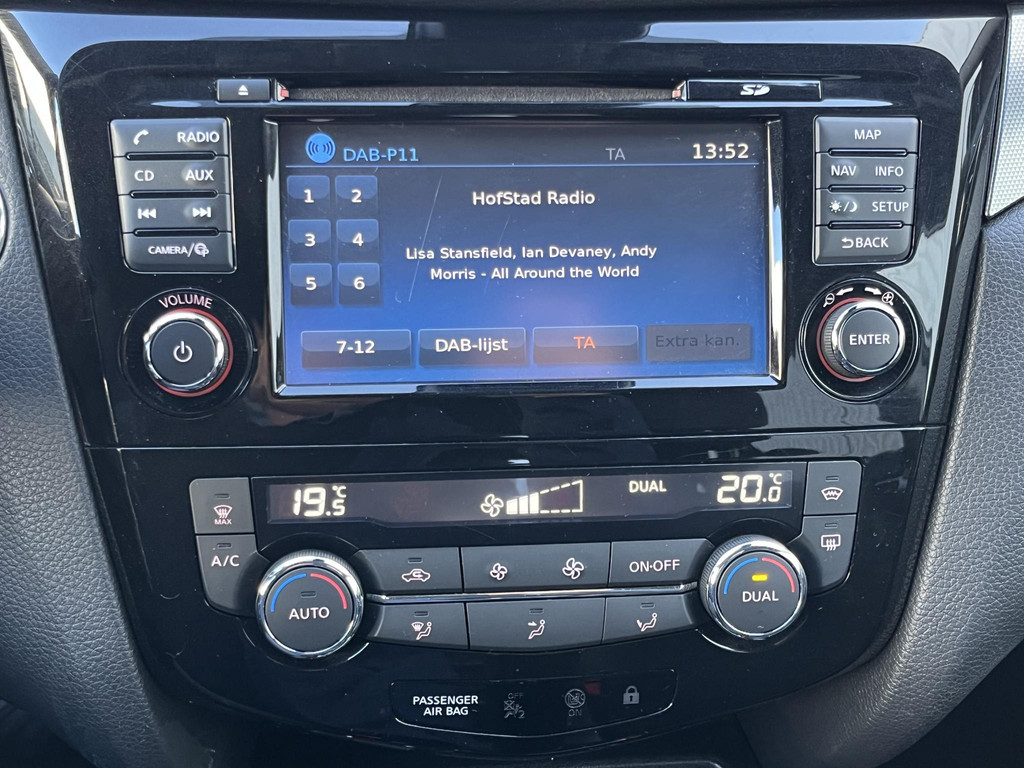 SD
RADIO
CD AUX
CAMERA/
VOLUME
DAB-P11 TA 13:52
1 2
3 4
5 6
HofStad Radio
Lisa Stansfield, Ian Devaney, Andy
Morris - All Around the World
7-12 DAB-lijst TA Extra kan.
MAP
NAV INFO
SETUP
BACK
ENTER
19.5°C DUAL 20.0°C
MAX
A/C
AUTO
ON·OFF
DUAL
PASSENGER
AIR BAG
OFF
2
ON